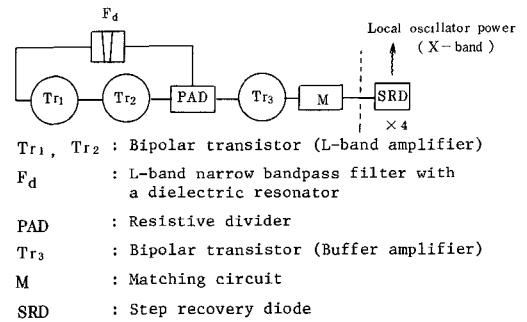 Fd
Local oscillator power
(X-band)
Tr1
Tr2
PAD
Tr3
M
SRD
×4
Tr1, Tr2 : Bipolar transistor (L-band amplifier)
Fd : L-band narrow bandpass filter with
a dielectric resonator
PAD : Resistive divider
Tr3 : Bipolar transistor (Buffer amplifier)
M : Matching circuit
SRD : Step recovery diode